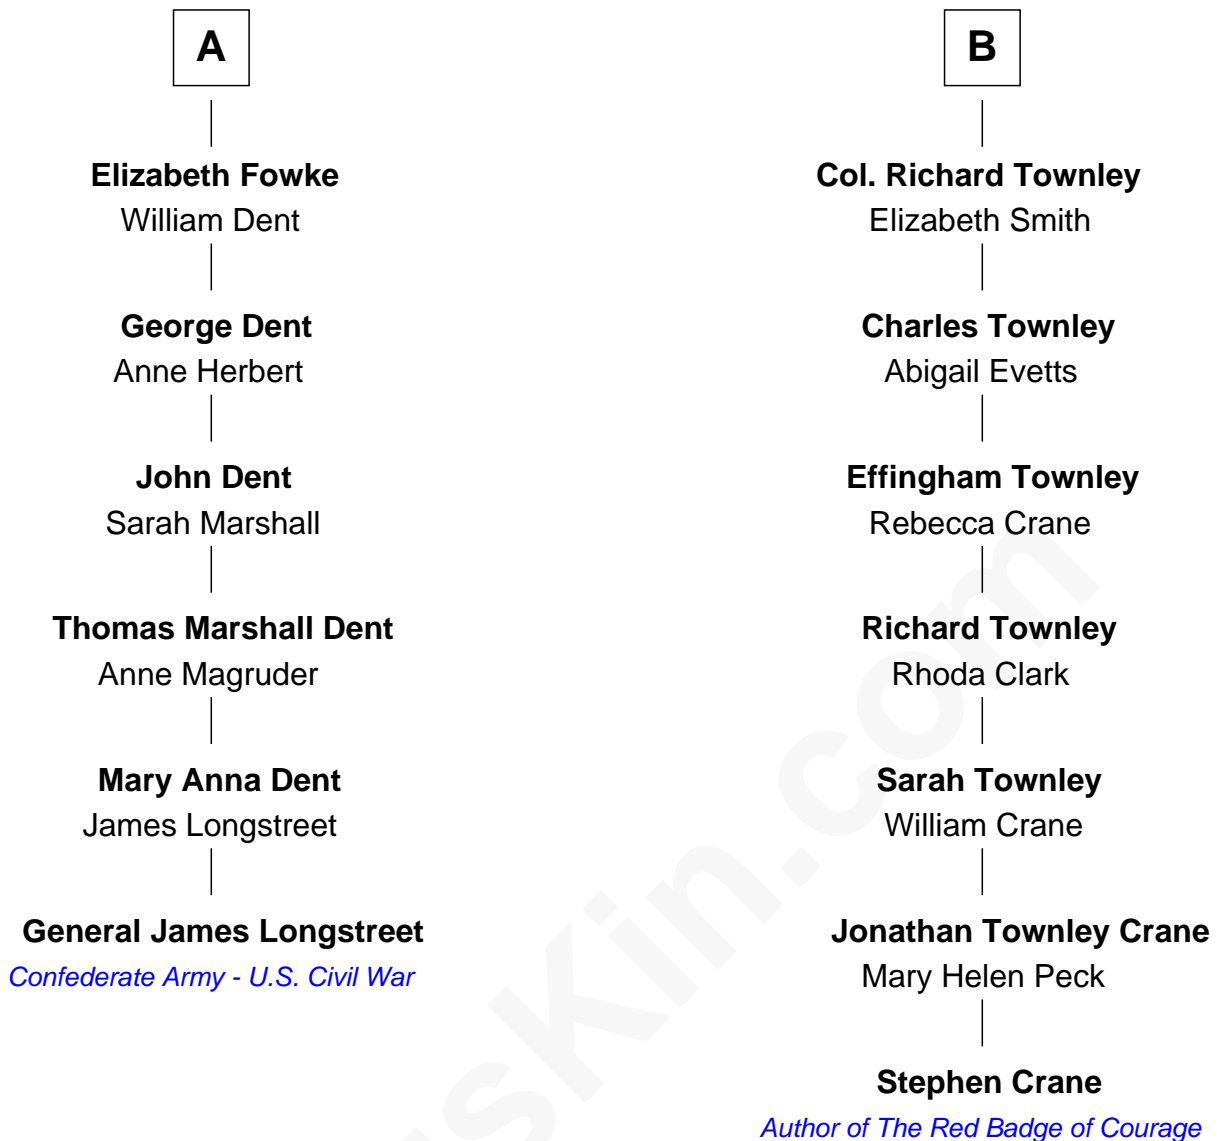 A
Elizabeth Fowke
William Dent
George Dent
Anne Herbert
John Dent
Sarah Marshall
Thomas Marshall Dent
Anne Magruder
Mary Anna Dent
James Longstreet
General James Longstreet
Confederate Army - U.S. Civil War
B
Col. Richard Townley
Elizabeth Smith
Charles Townley
Abigail Evetts
Effingham Townley
Rebecca Crane
Richard Townley
Rhoda Clark
Sarah Townley
William Crane
Jonathan Townley Crane
Mary Helen Peck
Stephen Crane
Author of The Red Badge of Courage
sKin.com